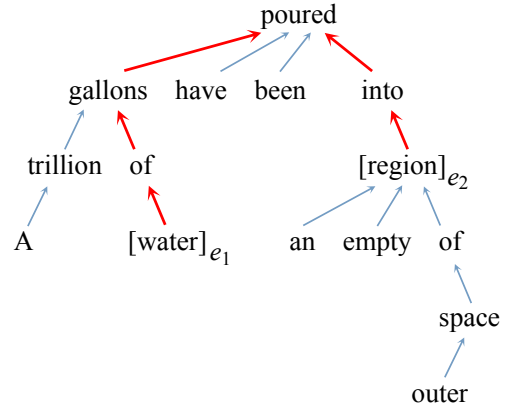 poured
gallons have been into
trillion of [region]e2
A [water]e1 an empty of
space
outer